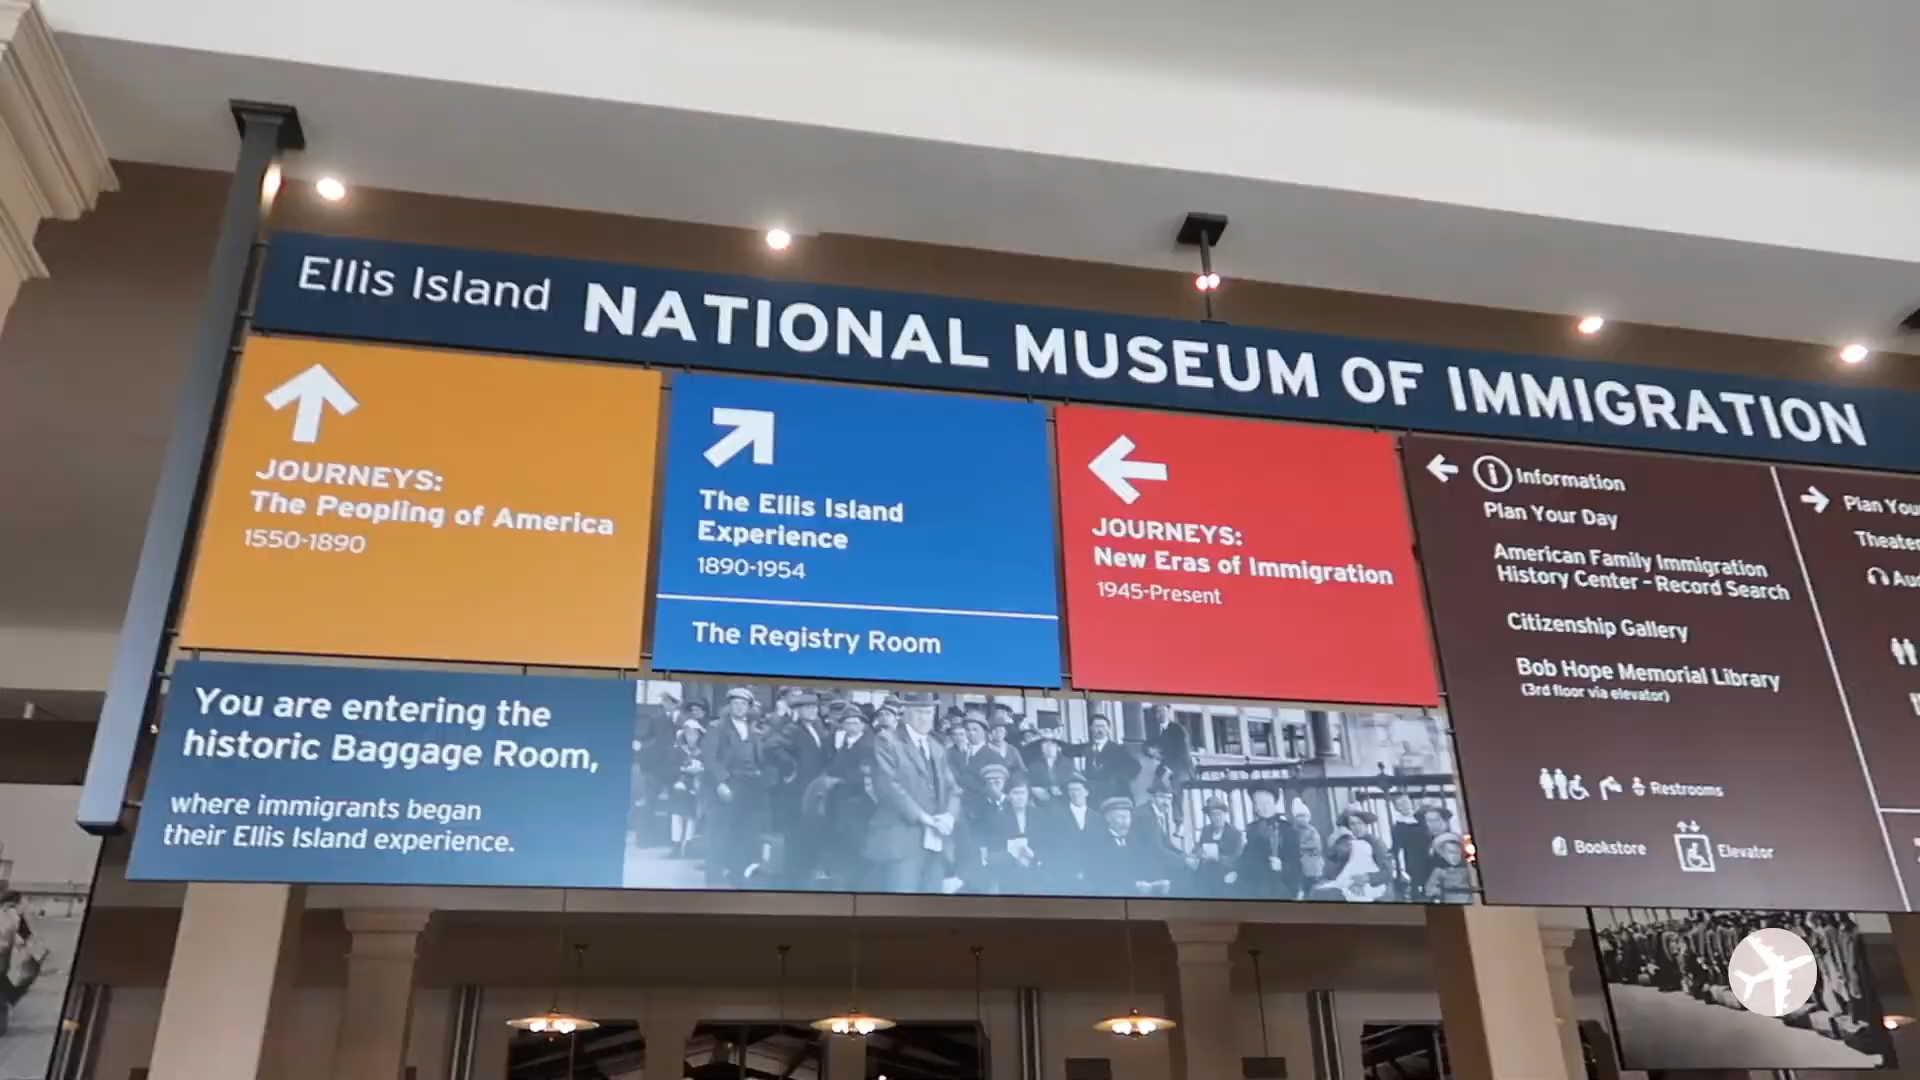 Ellis Island NATIONAL MUSEUM OF IMMIGRATION
JOURNEYS:
The Peopling of America
1550-1890
The Ellis Island
Experience
1890-1954
The Registry Room
JOURNEYS:
New Eras of Immigration
1945-Present
i Information
Plan Your Day
American Family Immigration
History Center - Record Search
Citizenship Gallery
Bob Hope Memorial Library
(3rd floor via elevator)
Restrooms
Bookstore
Elevator
Plan You
Theater
Aud
You are entering the
historic Baggage Room,
where immigrants began
their Ellis Island experience.